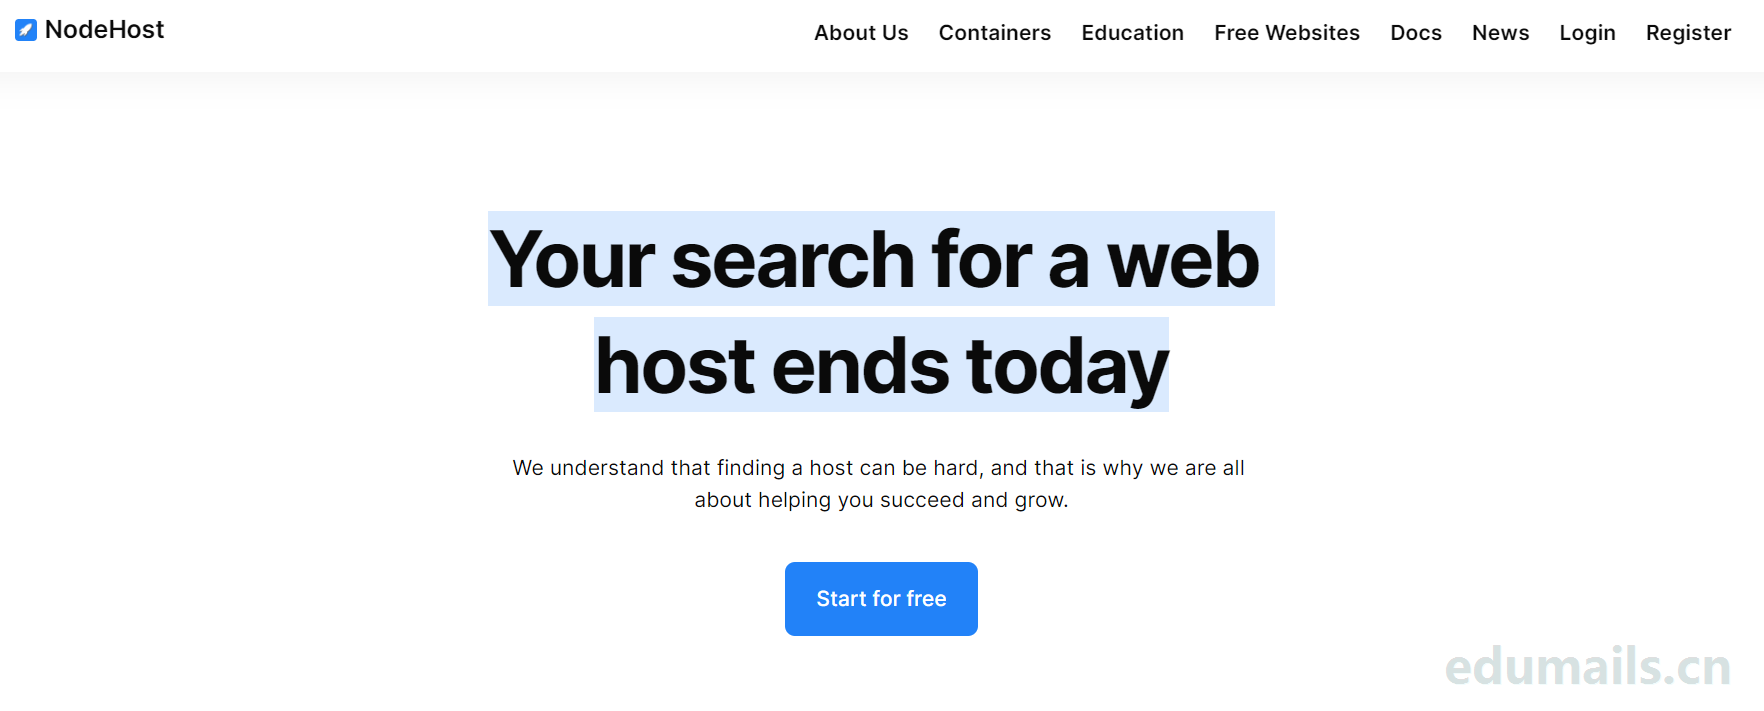 NodeHost
About Us Containers Education Free Websites Docs News Login Register
Your search for a web
host ends today
We understand that finding a host can be hard, and that is why we are all
about helping you succeed and grow.
Start for free
edumails.cn